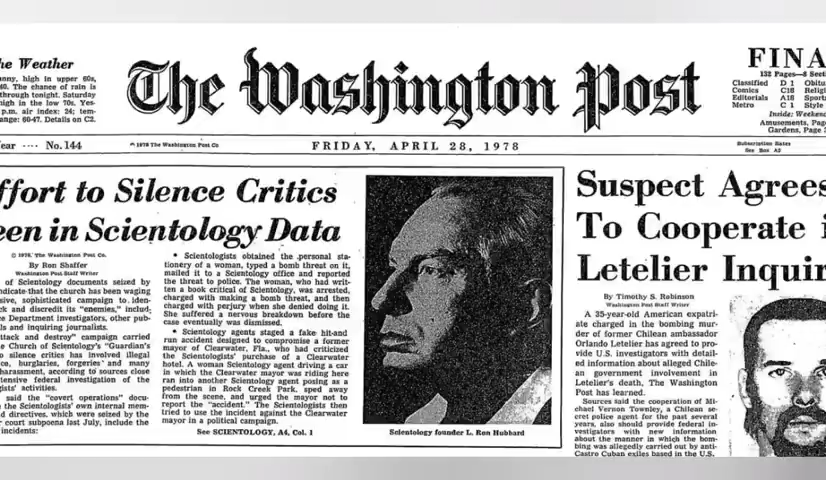 he Weather
nny, high in upper 60s,
40. The chance of rain is
through tonight. Saturday
high in the low 70s. Yes-
p.m. air index: 24; tem-
ange: 60-47. Details on C2.
The Washington Post
FINA
132 Pages—8 Secti
Classified D 1 Obitu
Comics C16 Relig
Editorials A18 Sport
Metro C 1 Style
Inside: Weekend
Amusements, Pag
Gardens, Page
ear ···· No. 144
© 1978 The Washington Post Co
FRIDAY, APRIL 28, 1978
Subscription Rates
See Box A2
ffort to Silence Critics
een in Scientology Data
© 1978, The Washington Post Co.
By Ron Shaffer
Washington Post Staff Writer
of Scientology documents seized by
ndicate that the church has been waging
sive, sophisticated campaign to iden-
ck and discredit its "enemies," includ-
e Department investigators, other pub-
ls and inquiring journalists.
ttack and destroy" campaign carried
he Church of Scientology's "Guardian's
o silence critics has involved illegal
ce, burglaries, forgeries and many
harassment, according to sources close
tensive federal investigation of the
gists' activities.
said the "covert operations" docu-
n the Scientologists' own internal mem-
d directives, which were seized by the
r court subpoena last July, include the
incidents:
• Scientologists obtained the personal sta-
tionery of a woman, typed a bomb threat on it,
mailed it to a Scientology office and reported
the threat to police. The woman, who had writ-
ten a book critical of Scientology, was arrested,
charged with making a bomb threat, and then
charged with perjury when she denied doing it.
She suffered a nervous breakdown before the
case eventually was dismissed.
• Scientology agents staged a fake hit-and
run accident designed to compromise a former
mayor of Clearwater, Fla., who had criticized
the Scientologists' purchase of a Clearwater
hotel. A woman Scientology agent driving a car
in which the Clearwater mayor was riding here
ran into another Scientology agent posing as a
pedestrian in Rock Creek Park, sped away
from the scene, and urged the mayor not to
report the "accident." The Scientologists then
tried to use the incident against the Clearwater
mayor in a political campaign.
See SCIENTOLOGY, A4, Col. 1
Scientology founder L. Ron Hubbard
Suspect Agrees
To Cooperate i
Letelier Inquir
By Timothy S. Robinson
Washington Post Staff Writer
A 35-year-old American expatri-
ate charged in the bombing mur-
der of former Chilean ambassador
Orlando Letelier has agreed to pro-
vide U.S. investigators with detail-
ed information about alleged Chile-
an government involvement in
Letelier's death, The Washington
Post has learned.
Sources said the cooperation of Mi-
chael Vernon Townley, a Chilean se-
cret police agent for the past several
years, also should provide federal in-
vestigators with new information
about the manner in which the bomb-
ing was allegedly carried out by anti-
Castro Cuban exiles based in the U.S.